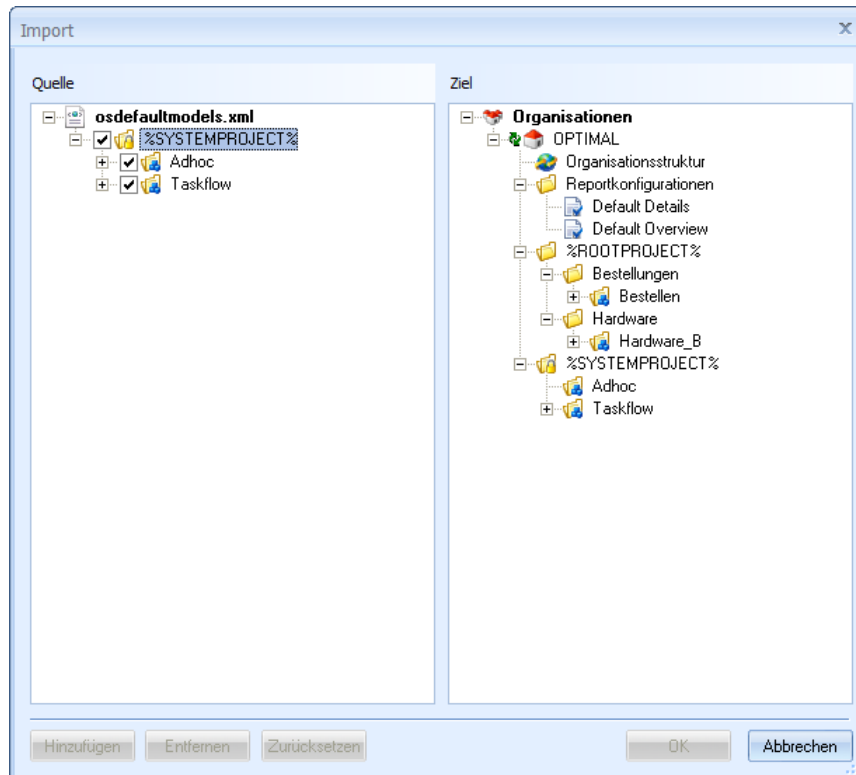 Import
Quelle
osdefaultmodels.xml
%SYSTEMPROJECT%
Adhoc
Taskflow
Ziel
Organisationen
OPTIMAL
Organisationsstruktur
Reportkonfigurationen
Default Details
Default Overview
%ROOTPROJECT%
Bestellungen
Bestellen
Hardware
Hardware_B
%SYSTEMPROJECT%
Adhoc
Taskflow
Hinzufügen
Entfernen
Zurücksetzen
OK
Abbrechen